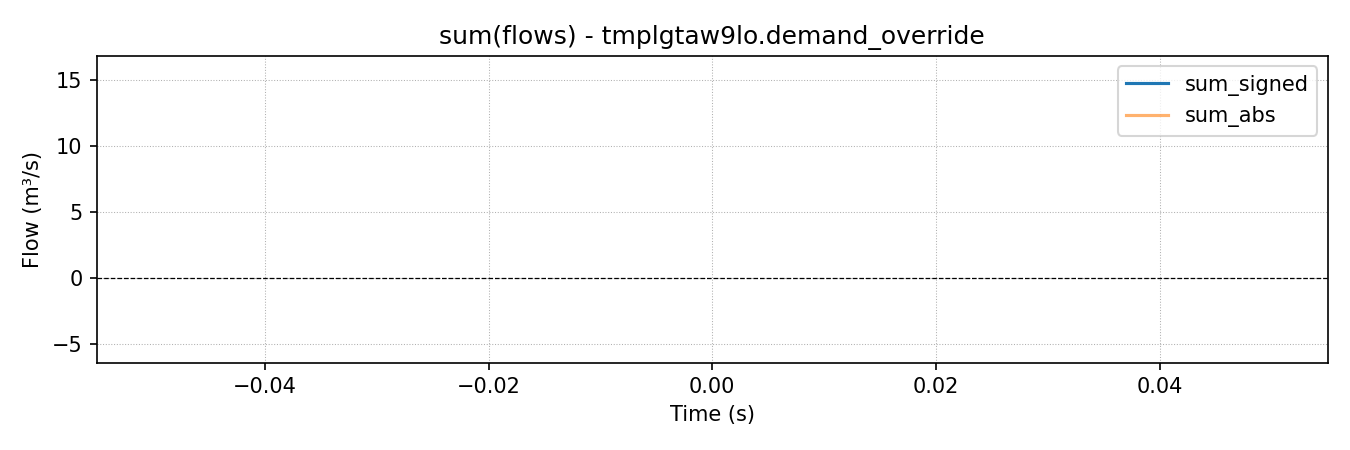 sum(flows) - tmplgtaw9lo.demand_override
sum_signed
sum_abs
Flow (m³/s)
15
10
5
0
−5
−0.04 −0.02 0.00 0.02 0.04
Time (s)